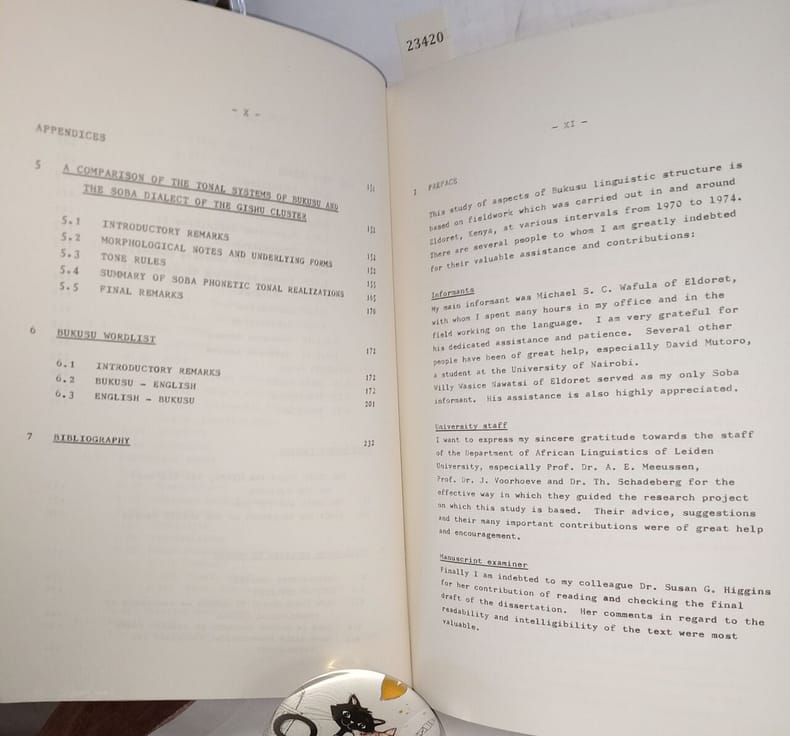 - X -
APPENDICES
5 A COMPARISON OF THE TONAL SYSTEMS OF BUKUSU AND
THE SOBA DIALECT OF THE GISHU CLUSTER 151
5.1 INTRODUCTORY REMARKS 151
5.2 MORPHOLOGICAL NOTES AND UNDERLYING FORMS 151
5.3 TONE RULES 152
5.4 SUMMARY OF SOBA PHONETIC TONAL REALIZATIONS
5.5 FINAL REMARKS 170
6 BUKUSU WORDLIST 172
6.1 INTRODUCTORY REMARKS 172
6.2 BUKUSU - ENGLISH 172
6.3 ENGLISH - BUKUSU 201
7 BIBLIOGRAPHY 232
23420
- XI -
1 PREFACE
This study of aspects of Bukusu linguistic structure is
based on fieldwork which was carried out in and around
Eldoret, Kenya, at various intervals from 1970 to 1974.
There are several people to whom I am greatly indebted
for their valuable assistance and contributions:
Informants
My main informant was Michael S. C. Wafula of Eldoret,
with whom I spent many hours in my office and in the
field working on the language. I am very grateful for
his dedicated assistance and patience. Several other
people have been of great help, especially David Mutoro,
a student at the University of Nairobi.
Willy Vasice Nawatsi of Eldoret served as my only Soba
informant. His assistance is also highly appreciated.
University staff
I want to express my sincere gratitude towards the staff
of the Department of African Linguistics of Leiden
University, especially Prof. Dr. A. E. Meeussen,
Prof. Dr. J. Voorhoeve and Dr. Th. Schadeberg for the
effective way in which they guided the research project
on which this study is based. Their advice, suggestions
and their many important contributions were of great help
and encouragement.
Manuscript examiner
Finally I am indebted to my colleague Dr. Susan G. Higgins
for her contribution of reading and checking the final
draft of the dissertation. Her comments in regard to the
readability and intelligibility of the text were most
valuable.